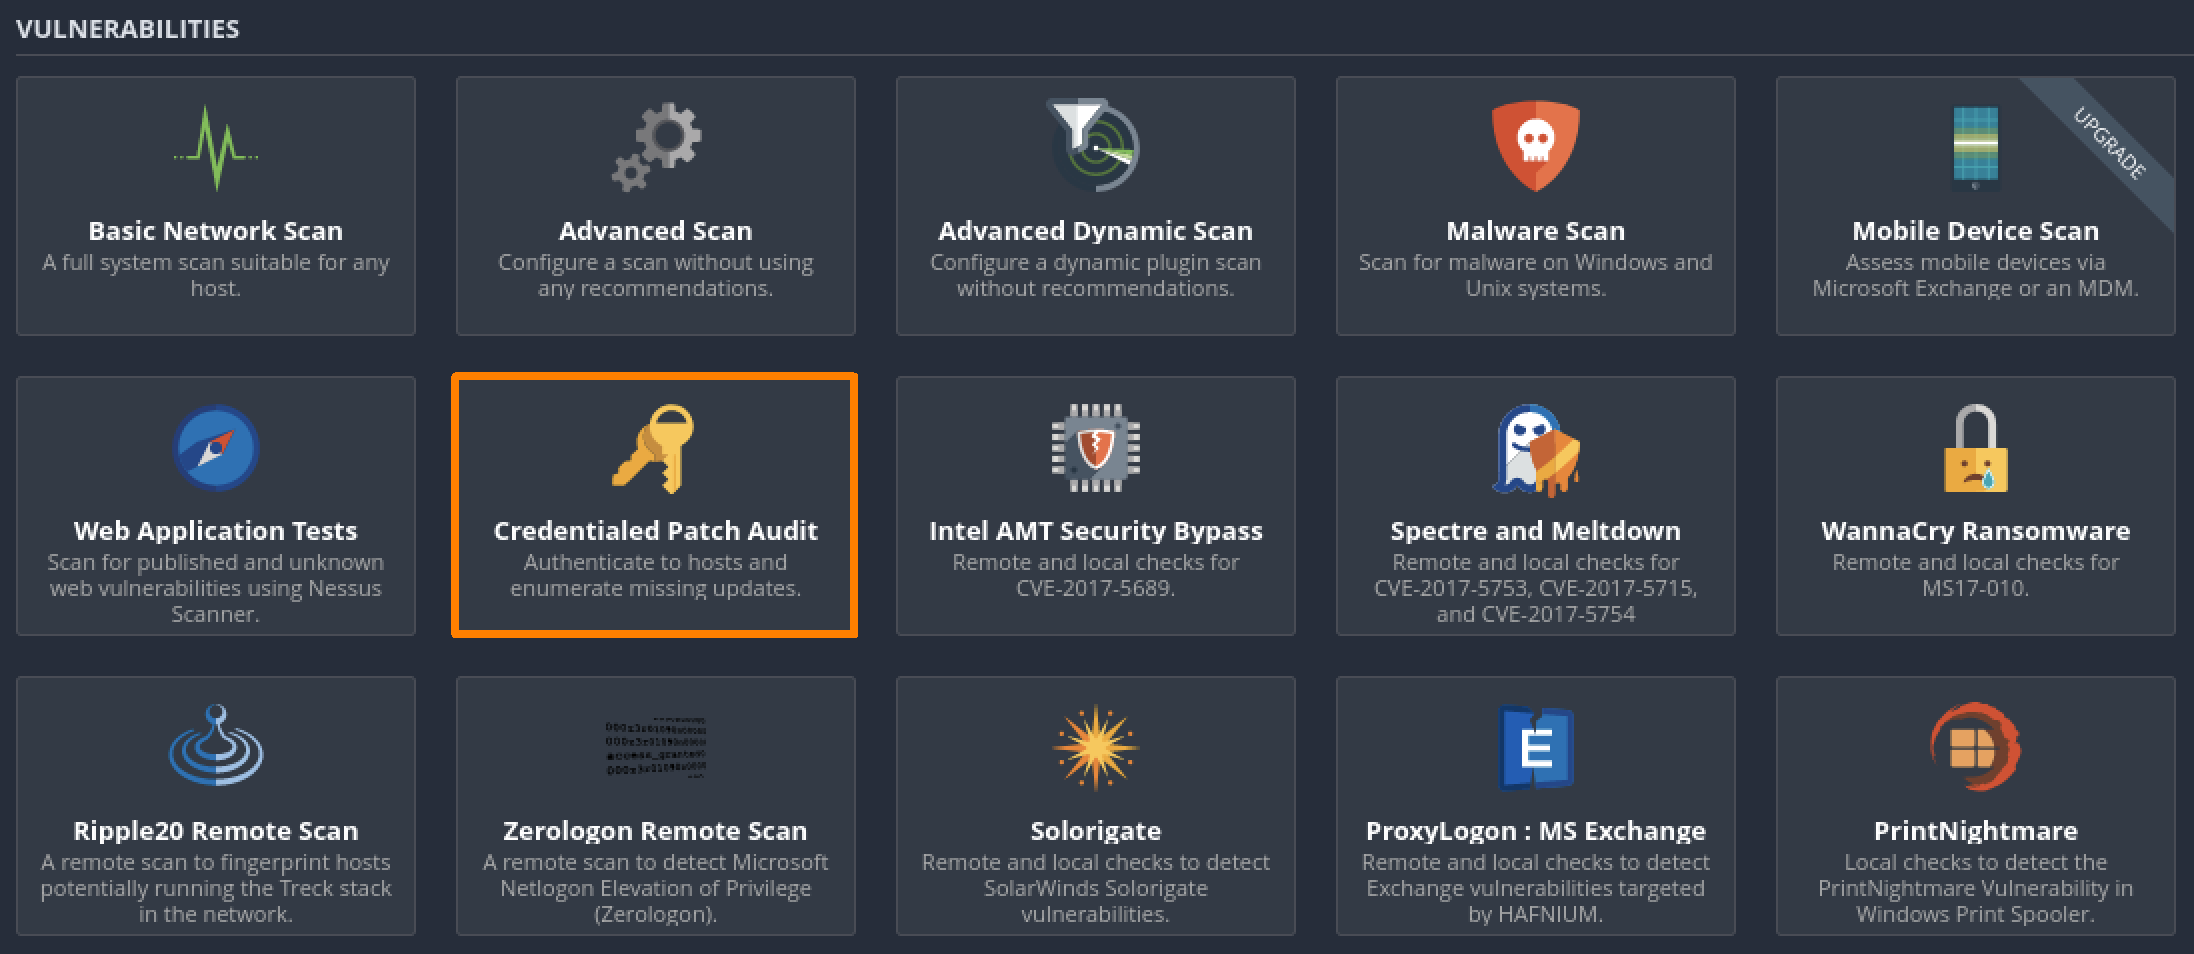 VULNERABILITIES
UPGRADE
Basic Network Scan
A full system scan suitable for any
host.
Advanced Scan
Configure a scan without using
any recommendations.
Advanced Dynamic Scan
Configure a dynamic plugin scan
without recommendations.
Malware Scan
Scan for malware on Windows and
Unix systems.
Mobile Device Scan
Assess mobile devices via
Microsoft Exchange or an MDM.
Web Application Tests
Scan for published and unknown
web vulnerabilities using Nessus
Scanner.
Credentialed Patch Audit
Authenticate to hosts and
enumerate missing updates.
Intel AMT Security Bypass
Remote and local checks for
CVE-2017-5689.
Spectre and Meltdown
Remote and local checks for
CVE-2017-5753, CVE-2017-5715,
and CVE-2017-5754
WannaCry Ransomware
Remote and local checks for
MS17-010.
Ripple20 Remote Scan
A remote scan to fingerprint hosts
potentially running the Treck stack
in the network.
Zerologon Remote Scan
A remote scan to detect Microsoft
Netlogon Elevation of Privilege
(Zerologon).
Solorigate
Remote and local checks to detect
SolarWinds Solorigate
vulnerabilities.
E
ProxyLogon : MS Exchange
Remote and local checks to detect
Exchange vulnerabilities targeted
by HAFNIUM.
PrintNightmare
Local checks to detect the
PrintNightmare Vulnerability in
Windows Print Spooler.